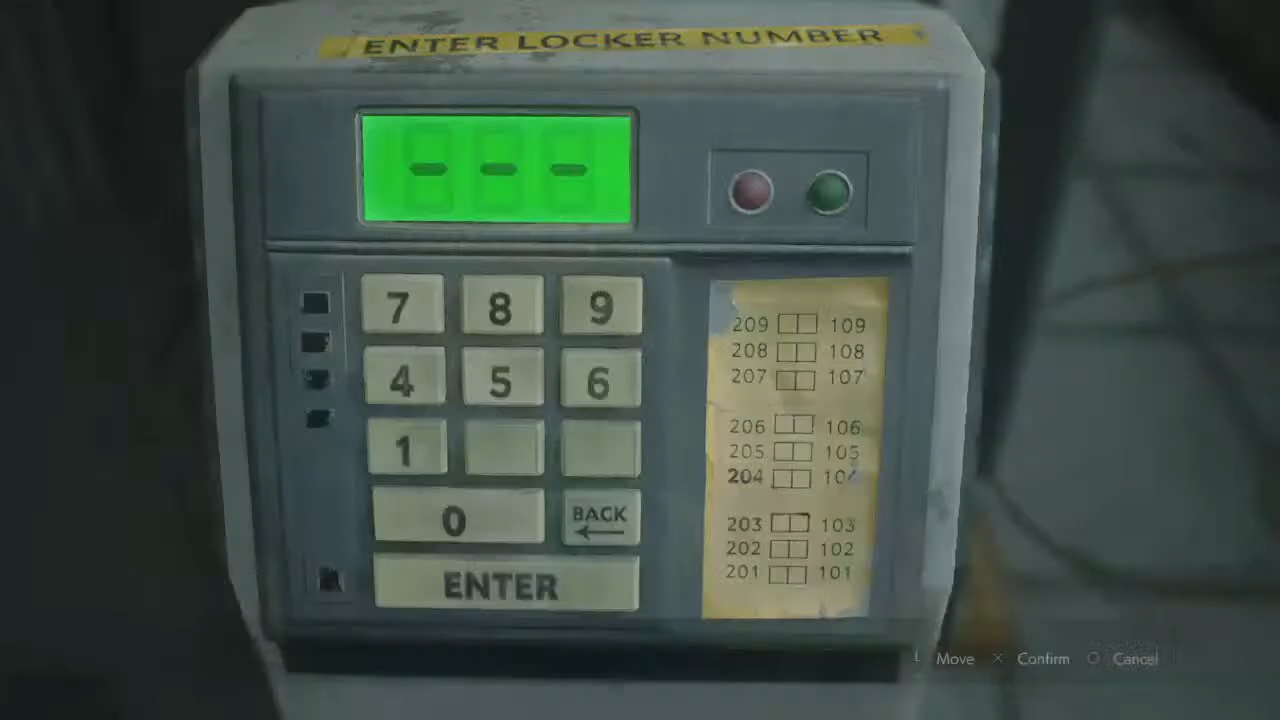 ENTER LOCKER NUMBER
- - -
7 8 9
4 5 6
1
0 BACK
ENTER
209 109
208 108
207 107
206 106
205 105
204 104
203 103
202 102
201 101
Move Confirm Cancel